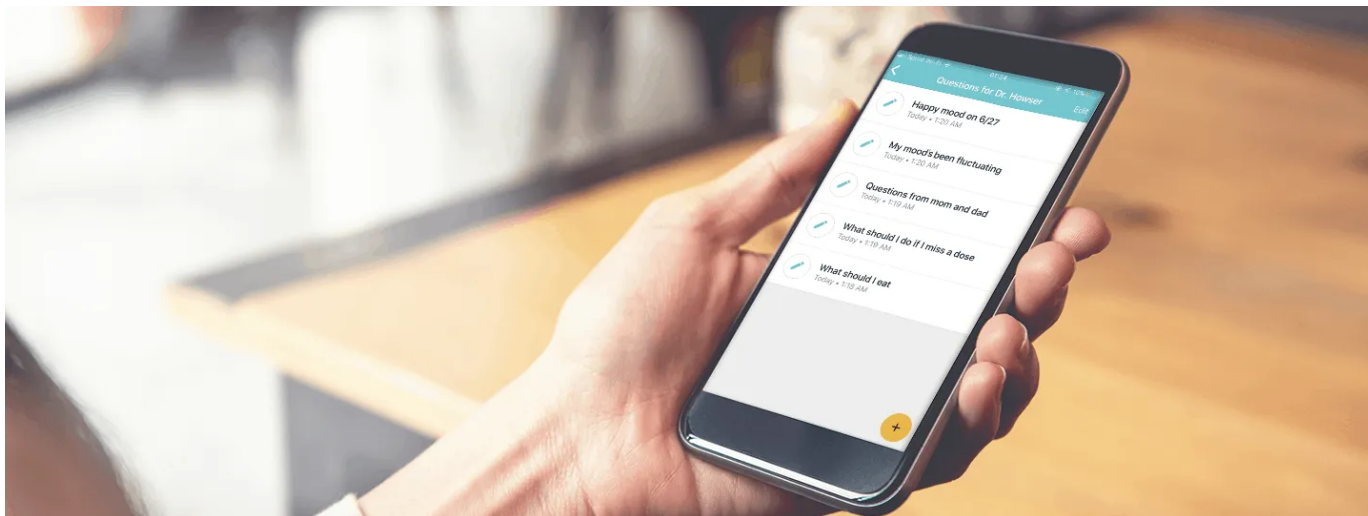 01:24
Questions for Dr. Howser
Edit
Happy mood on 6/27
Today • 1:20 AM
My mood's been fluctuating
Today • 1:20 AM
Questions from mom and dad
Today • 1:19 AM
What should I do if I miss a dose
Today • 1:19 AM
What should I eat
Today • 1:18 AM
+